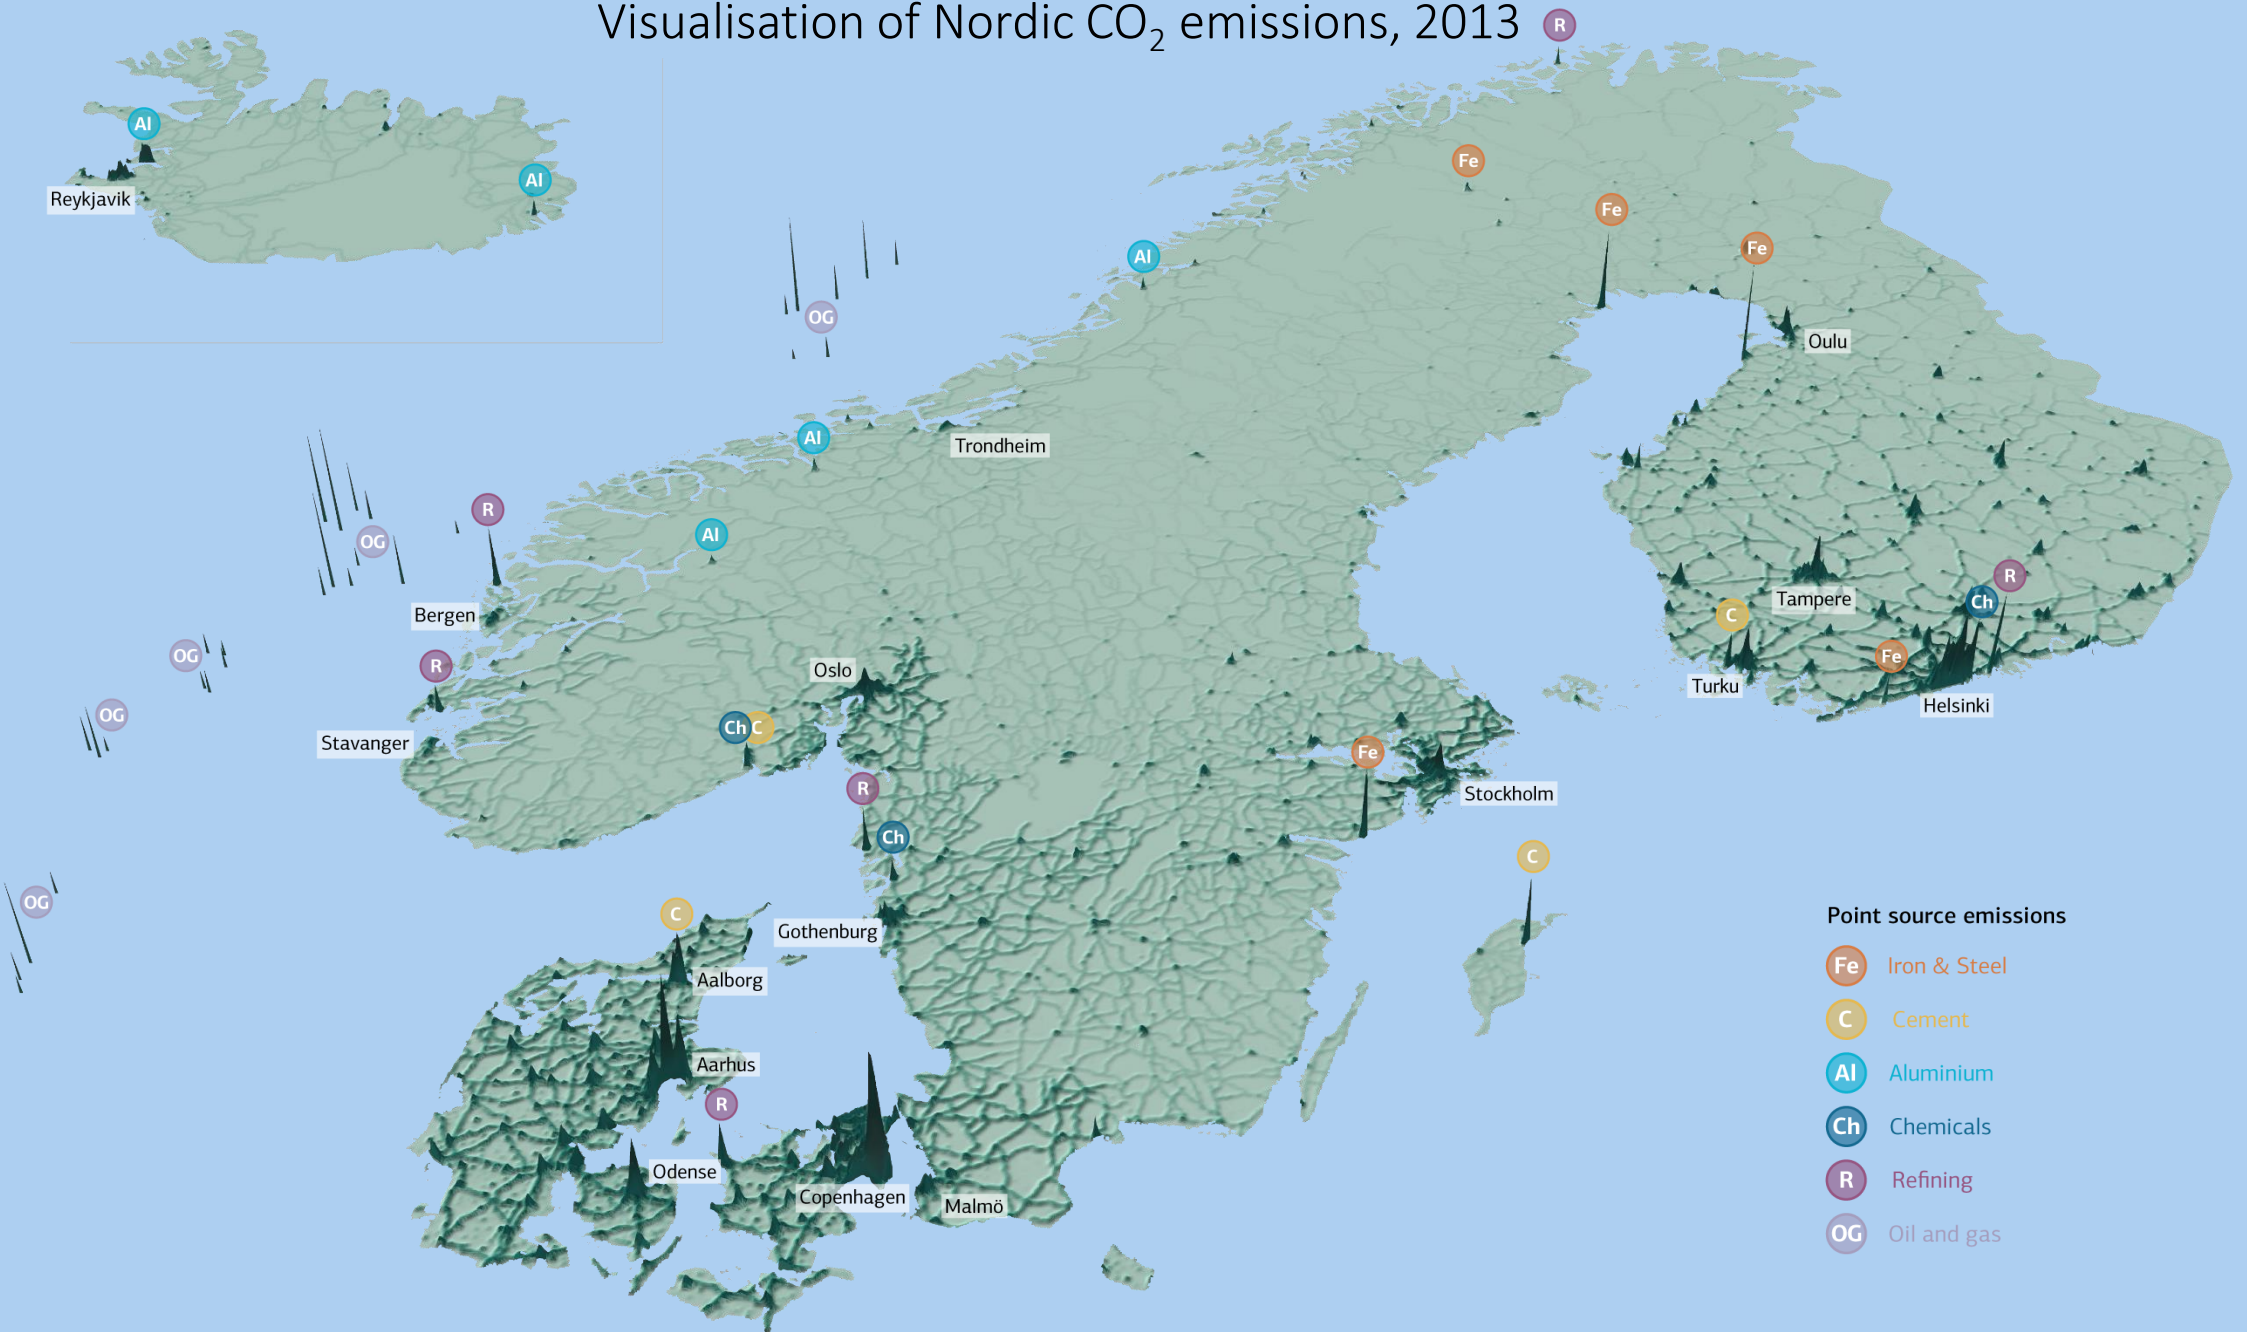 Visualisation of Nordic CO₂ emissions, 2013
R
Al
Fe
Al
Reykjavik
Fe
Fe
Al
OG
Oulu
Al
Trondheim
R
Al
OG
R
Ch
Tampere
Bergen
C
OG
R
Oslo
Fe
Turku
Helsinki
OG
Ch C
Stavanger
Fe
R
Stockholm
Ch
C
OG
C
Gothenburg
Aalborg
Aarhus
R
Odense
Copenhagen
Malmö
Point source emissions
Fe Iron & Steel
C Cement
Al Aluminium
Ch Chemicals
R Refining
OG Oil and gas